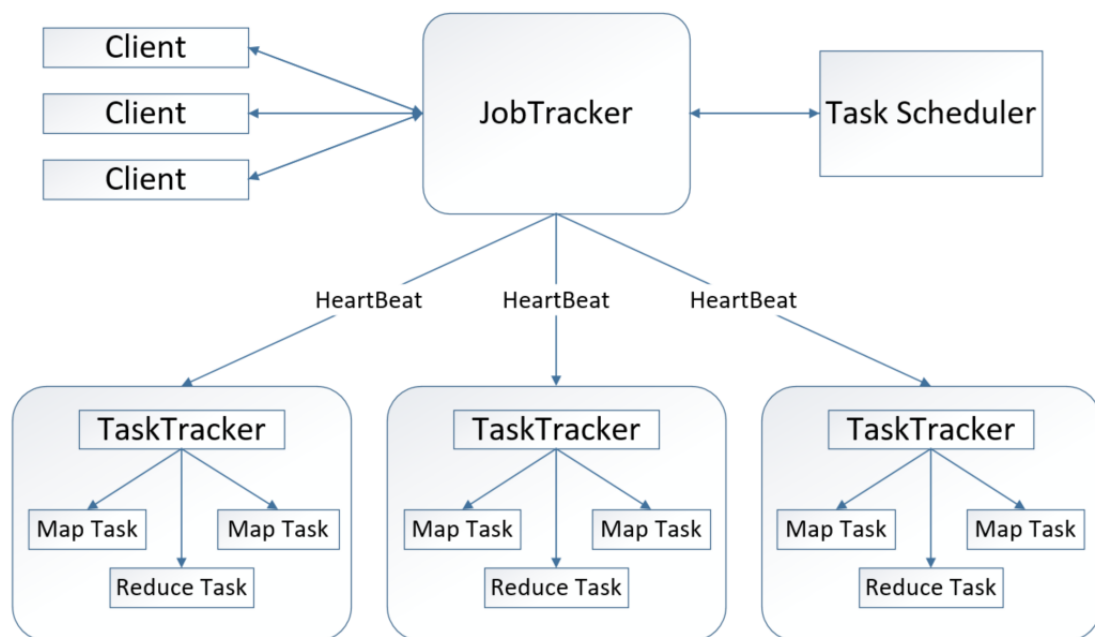 Client
Client
Client
JobTracker
Task Scheduler
HeartBeat
HeartBeat
HeartBeat
TaskTracker
Map Task
Map Task
Reduce Task
TaskTracker
Map Task
Map Task
Reduce Task
TaskTracker
Map Task
Map Task
Reduce Task